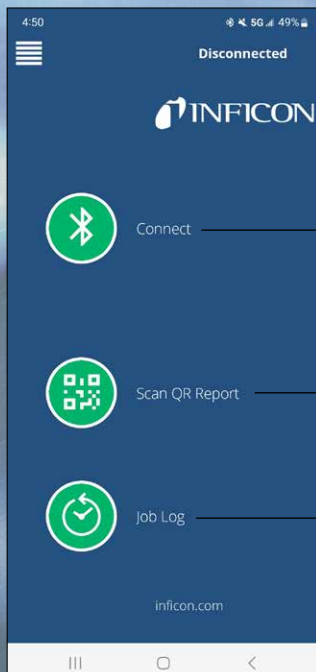 4:50 5G 49%
Disconnected
INFICON
Connect
Scan QR Report
Job Log
inficon.com